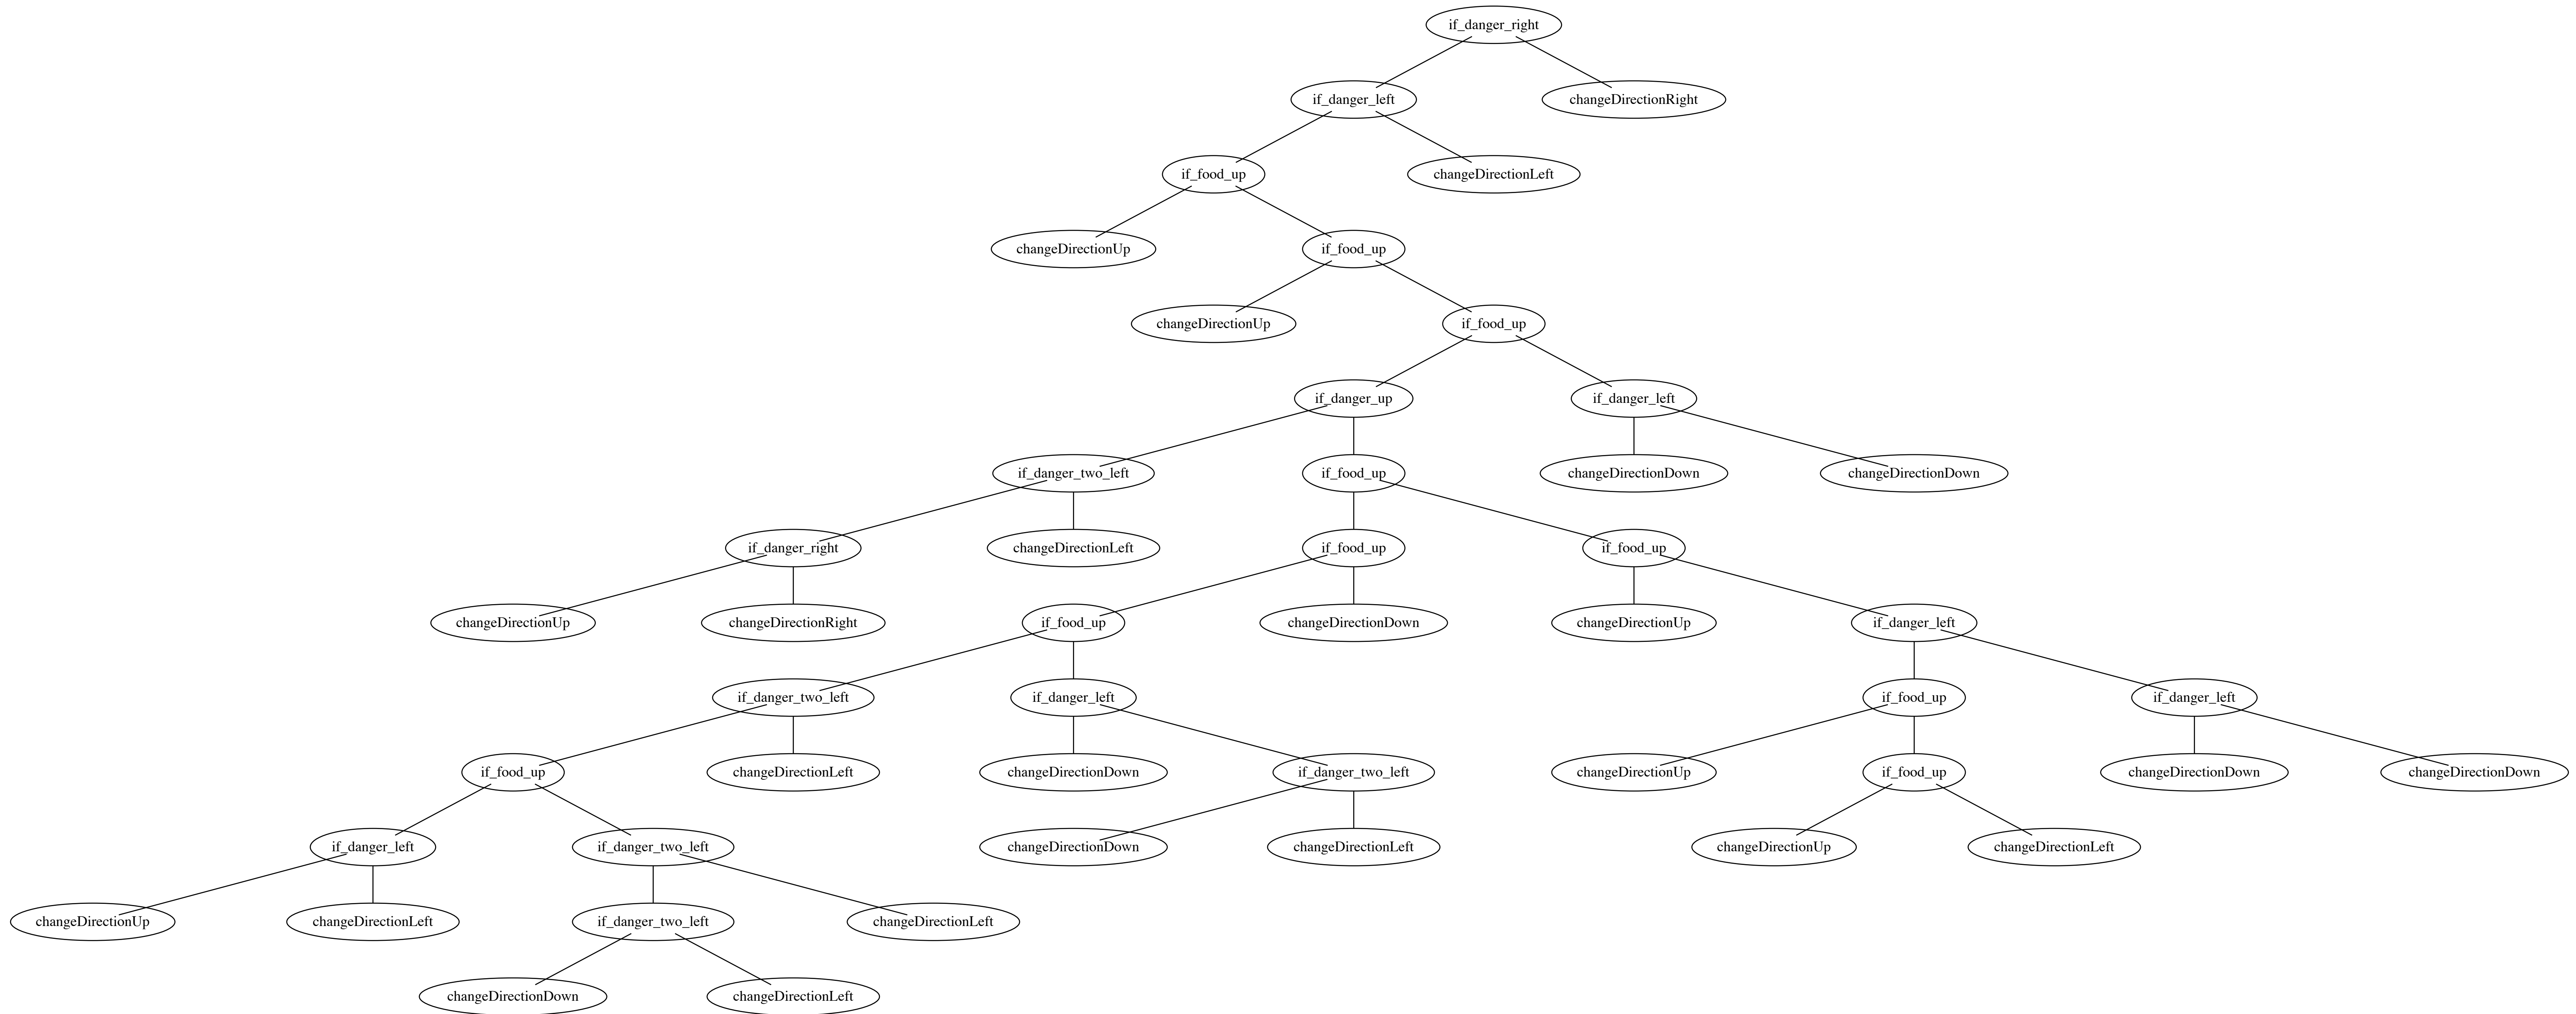 if_danger_right
if_danger_left
changeDirectionRight
if_food_up
changeDirectionLeft
changeDirectionUp
if_food_up
changeDirectionUp
if_food_up
if_danger_up
if_danger_left
if_danger_two_left
if_food_up
changeDirectionDown
changeDirectionDown
if_danger_right
changeDirectionLeft
if_food_up
if_food_up
changeDirectionUp
changeDirectionRight
if_food_up
changeDirectionDown
changeDirectionUp
if_danger_left
if_danger_two_left
if_danger_left
if_food_up
if_danger_left
if_food_up
changeDirectionLeft
changeDirectionDown
if_danger_two_left
changeDirectionUp
if_food_up
changeDirectionDown
changeDirectionDown
if_danger_left
if_danger_two_left
changeDirectionDown
changeDirectionLeft
changeDirectionUp
changeDirectionLeft
changeDirectionUp
changeDirectionLeft
if_danger_two_left
changeDirectionLeft
changeDirectionDown
changeDirectionLeft